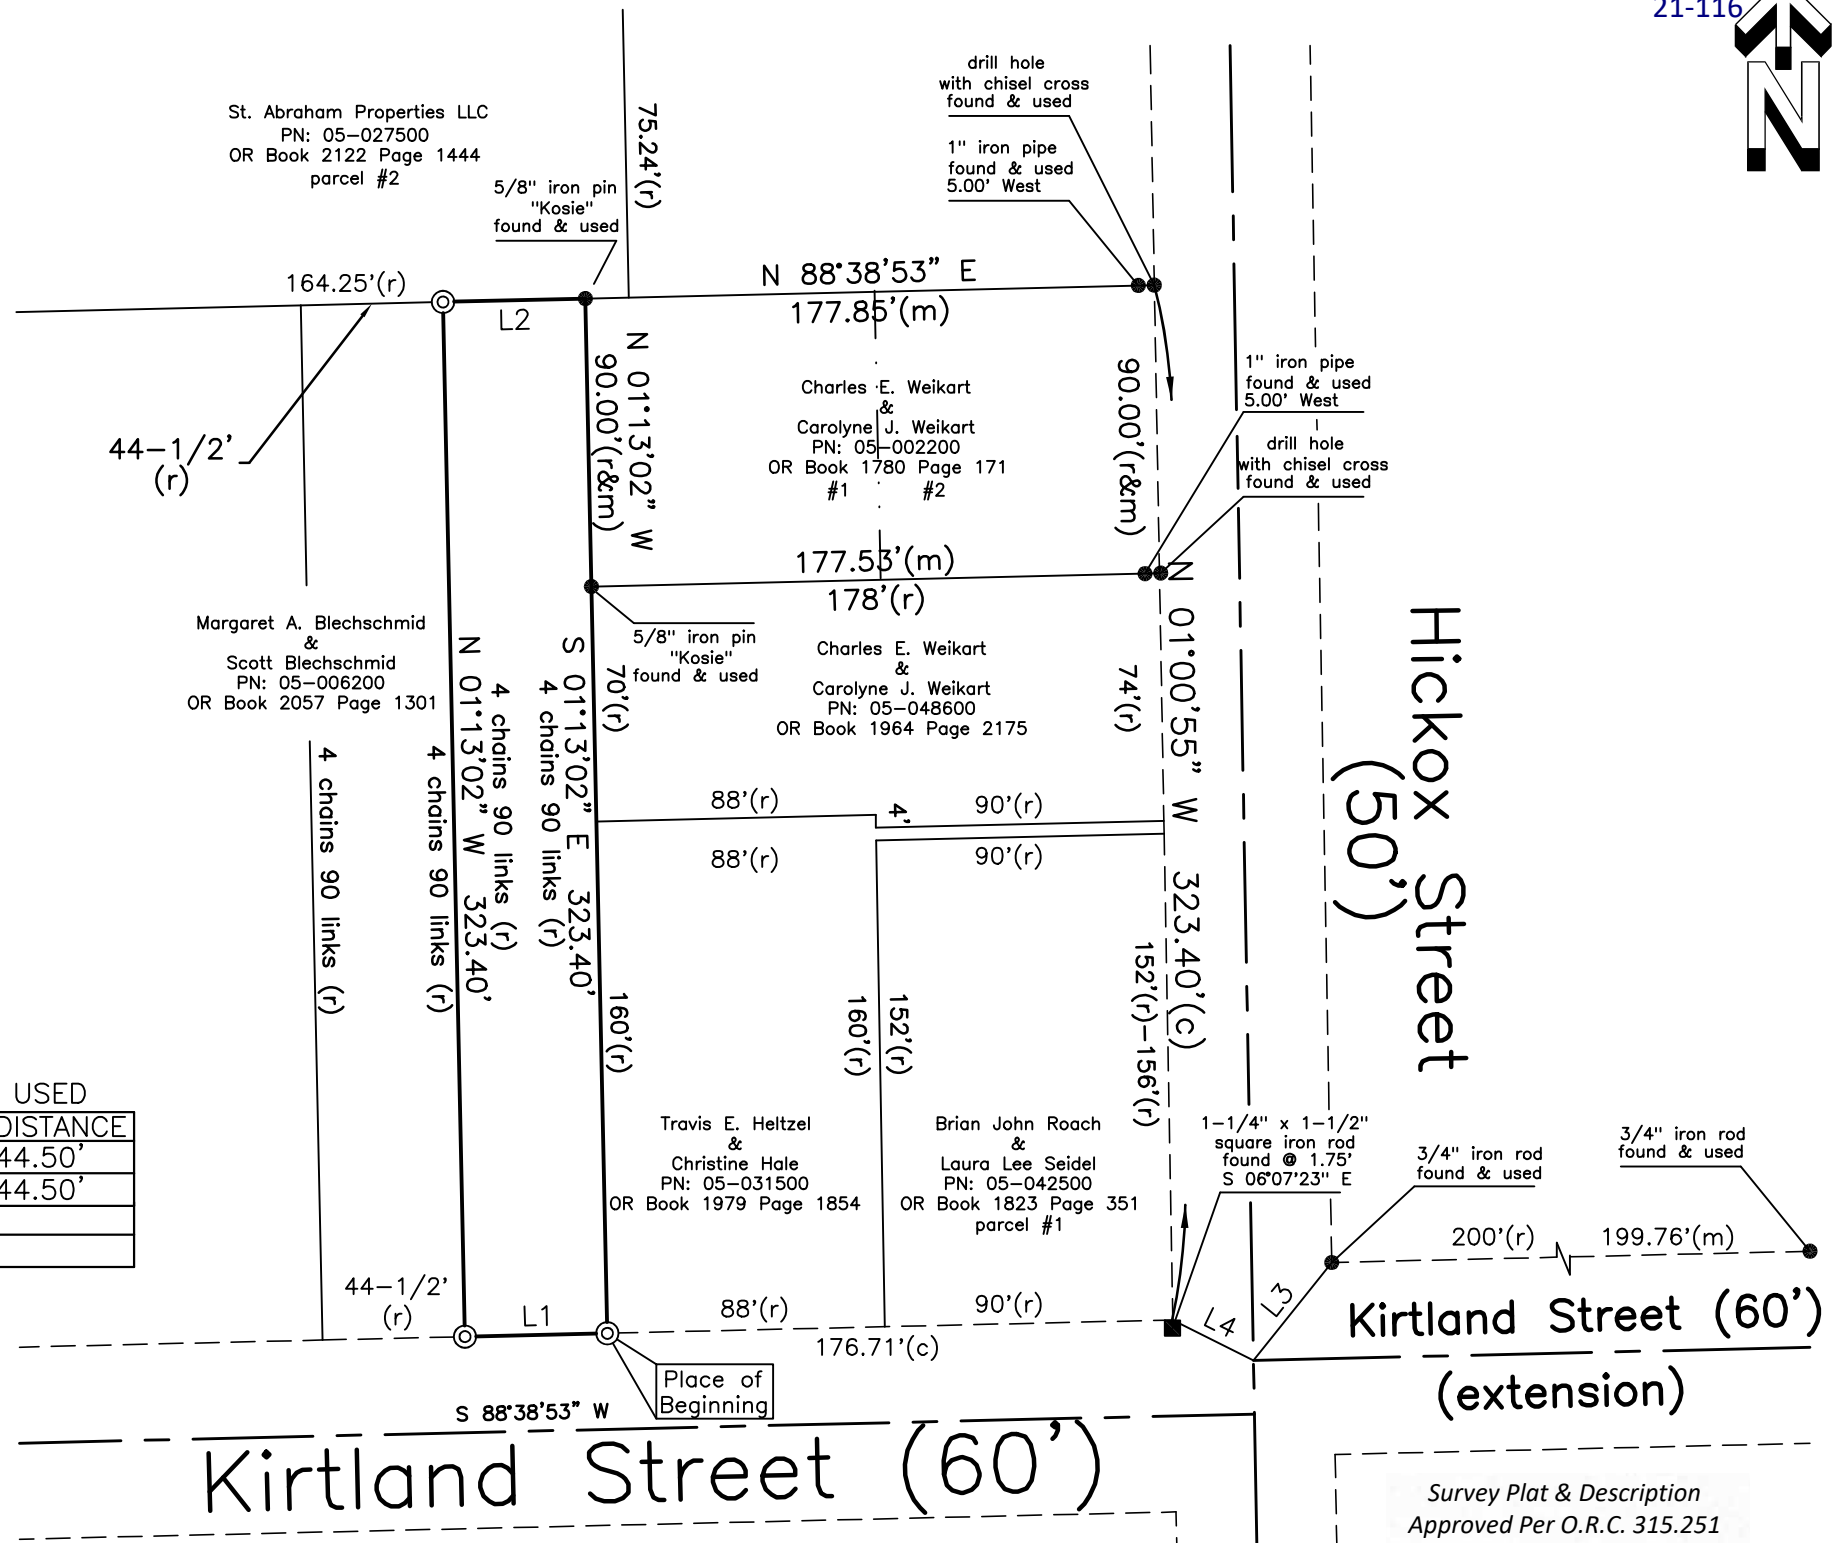 21-116
N
drill hole
with chisel cross
found & used
1" iron pipe
found & used
5.00' West
St. Abraham Properties LLC
PN: 05-027500
OR Book 2122 Page 1444
parcel #2
75.24'(r)
5/8" iron pin
"Kosie"
found & used
164.25'(r)
L2
N 88°38'53" E
177.85'(m)
44-1/2'
(r)
N 01°13'02" W
90.00'(r&m)
Charles E. Weikart
&
Carolyne J. Weikart
PN: 05-002200
OR Book 1780 Page 171
#1 #2
90.00'(r&m)
1" iron pipe
found & used
5.00' West
drill hole
with chisel cross
found & used
177.53'(m)
178'(r)
5/8" iron pin
"Kosie"
found & used
Margaret A. Blechschmid
&
Scott Blechschmid
PN: 05-006200
OR Book 2057 Page 1301
Charles E. Weikart
&
Carolyne J. Weikart
PN: 05-048600
OR Book 1964 Page 2175
70'(r)
74'(r)
N 01°00'55" W 323.40'(c)
Hickox Street
(50')
4 chains 90 links (r)
4 chains 90 links (r)
N 01°13'02" W 323.40'
4 chains 90 links (r)
4 chains 90 links (r)
S 01°13'02" E 323.40'
88'(r)
4'
90'(r)
88'(r)
90'(r)
160'(r)
160'(r)
152'(r)
152'(r)-156'(r)
USED
DISTANCE
44.50'
44.50'
Travis E. Heltzel
&
Christine Hale
PN: 05-031500
OR Book 1979 Page 1854
Brian John Roach
&
Laura Lee Seidel
PN: 05-042500
OR Book 1823 Page 351
parcel #1
1-1/4" x 1-1/2"
square iron rod
found @ 1.75'
S 06°07'23" E
3/4" iron rod
found & used
3/4" iron rod
found & used
200'(r)
199.76'(m)
44-1/2'
(r)
L1
88'(r)
90'(r)
176.71'(c)
L4
L3
Kirtland Street (60')
(extension)
Place of
Beginning
S 88°38'53" W
Kirtland Street (60')
Survey Plat & Description
Approved Per O.R.C. 315.251